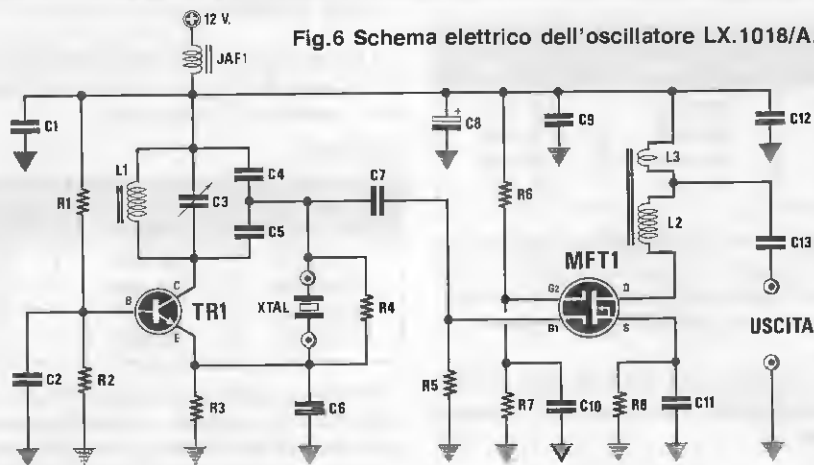 12 V.
Fig.6 Schema elettrico dell'oscillatore LX.1018/A.
JAF1
C1
C8
C9
C12
L1
C4
L3
R1
C3
C7
R6
C5
L2
C13
MFT1
C
G2
D
B
TR1
XTAL
R4
E
G1
S
USCITA
C2
R2
R3
C6
R5
R7
C10
R8
C11